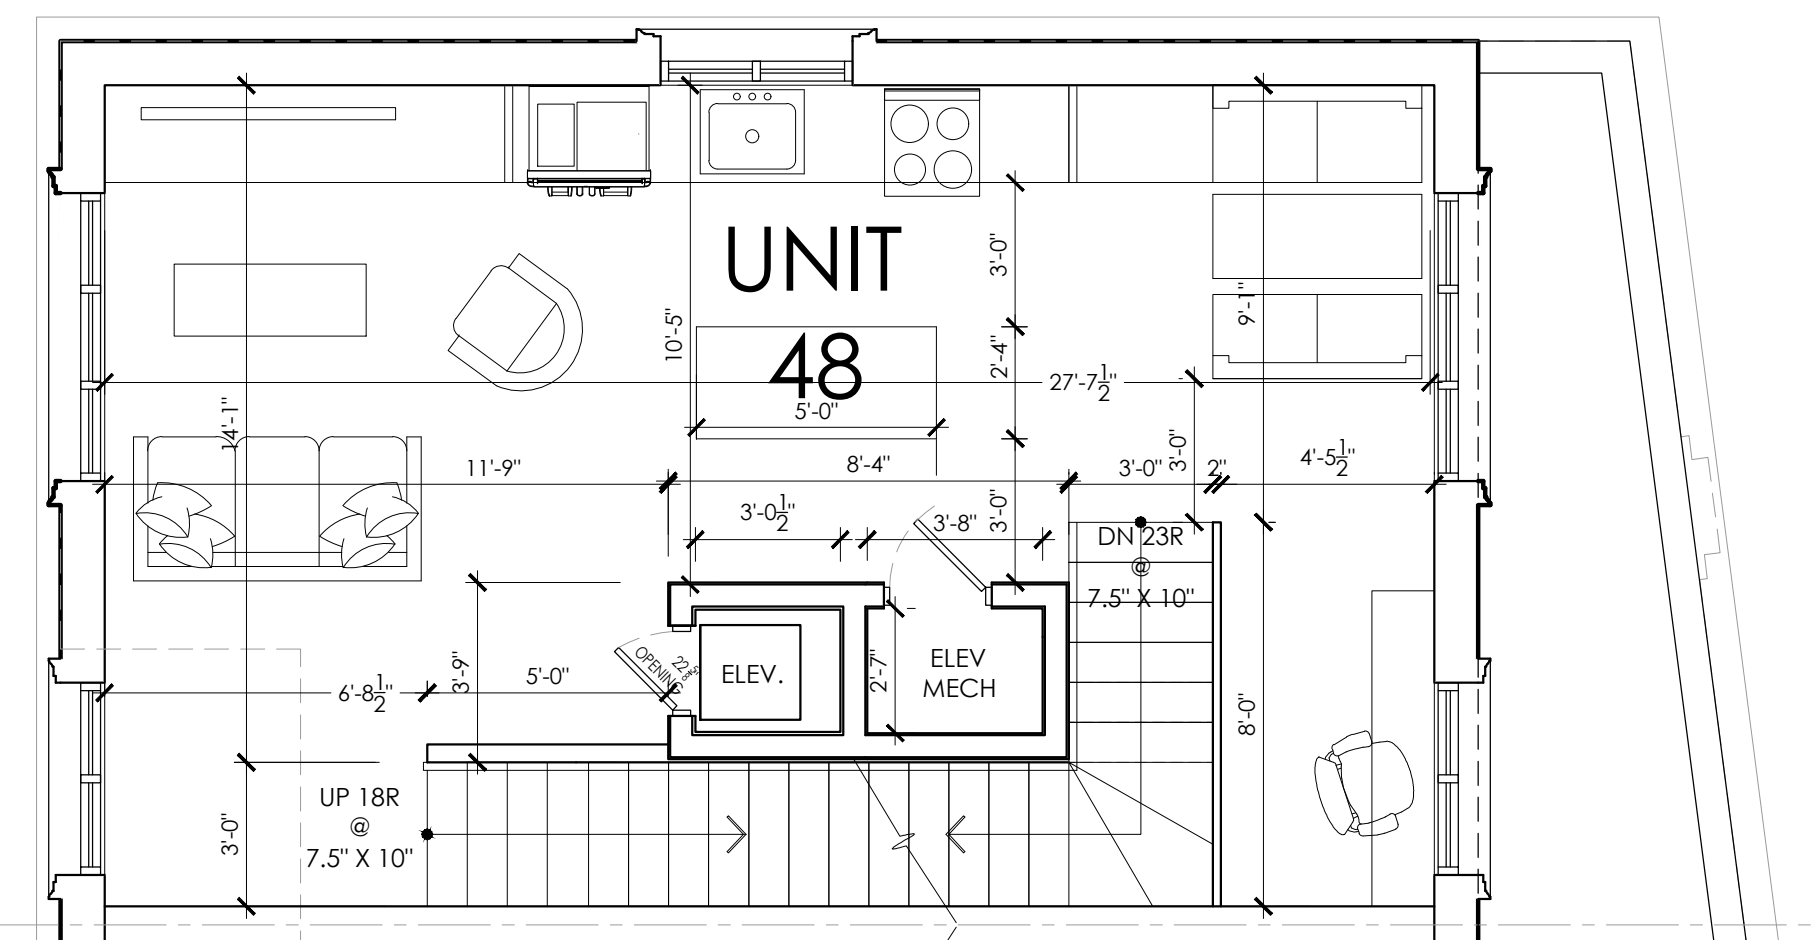 UNIT
48
3'-0"
9'-1"
10'-5"
2'-4"
27'-7 1/2"
5'-0"
14'-1"
11'-9"
8'-4"
3'-0"
3'-0"
2"
4'-5 1/2"
3'-0 1/2"
3'-8"
3'-0"
DN 23R
@
7.5" X 10"
ELEV.
ELEV
MECH
2'-7"
22 5/8"
OPENING
5'-0"
3'-9"
6'-8 1/2"
8'-0"
UP 18R
@
7.5" X 10"
3'-0"